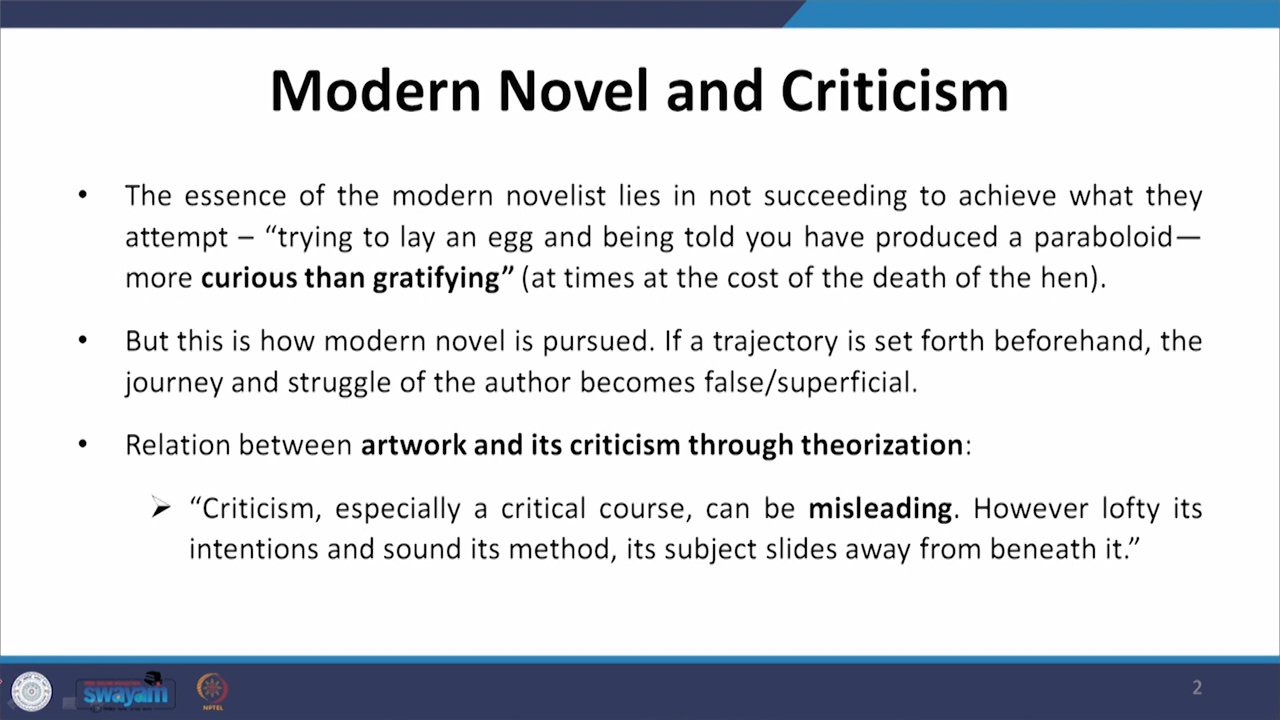 Modern Novel and Criticism
• The essence of the modern novelist lies in not succeeding to achieve what they
attempt – “trying to lay an egg and being told you have produced a paraboloid—
more curious than gratifying” (at times at the cost of the death of the hen).
• But this is how modern novel is pursued. If a trajectory is set forth beforehand, the
journey and struggle of the author becomes false/superficial.
• Relation between artwork and its criticism through theorization:
➢ “Criticism, especially a critical course, can be misleading. However lofty its
intentions and sound its method, its subject slides away from beneath it.”
swayam
NPTEL
2